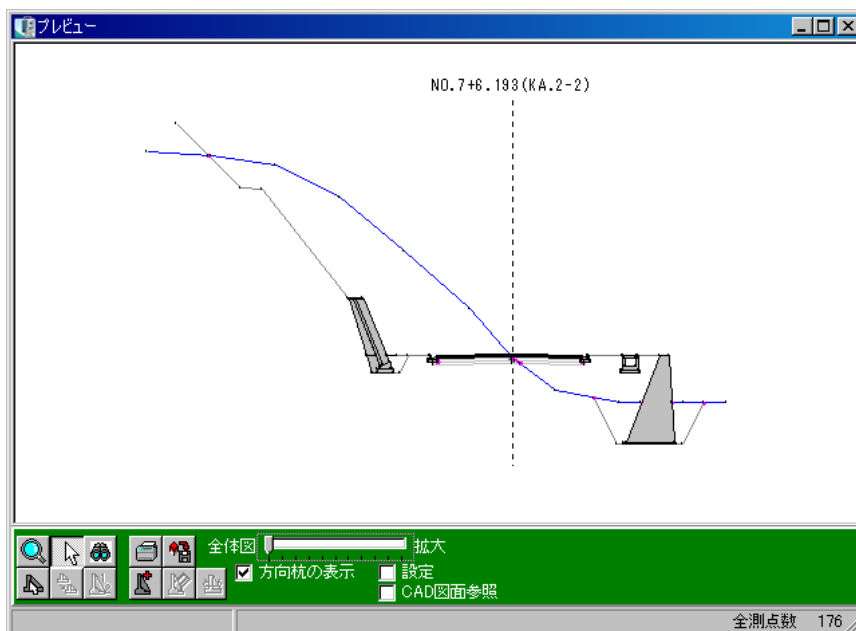 プレビュー
NO.7+6.193(KA.2-2)
全体図 拡大
方向杭の表示 設定
CAD図面参照
全測点数 176